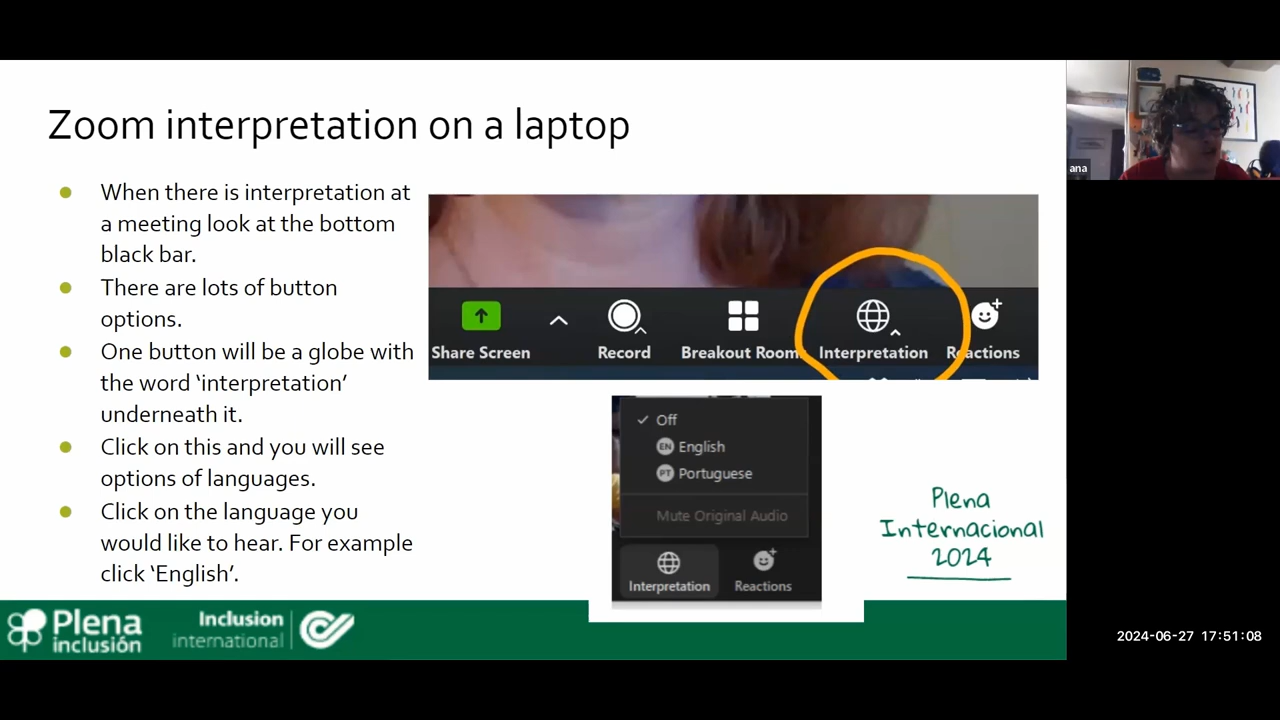 Zoom interpretation on a laptop
When there is interpretation at
a meeting look at the bottom
black bar.
There are lots of button
options.
One button will be a globe with
the word ‘interpretation’
underneath it.
Click on this and you will see
options of languages.
Click on the language you
would like to hear. For example
click ‘English’.
Share Screen
Record
Breakout Room
Interpretation
Reactions
Off
EN English
PT Portuguese
Mute Original Audio
Interpretation
Reactions
Plena
Internacional
2024
Plena
inclusión
Inclusion
international
ana
2024-06-27 17:51:08